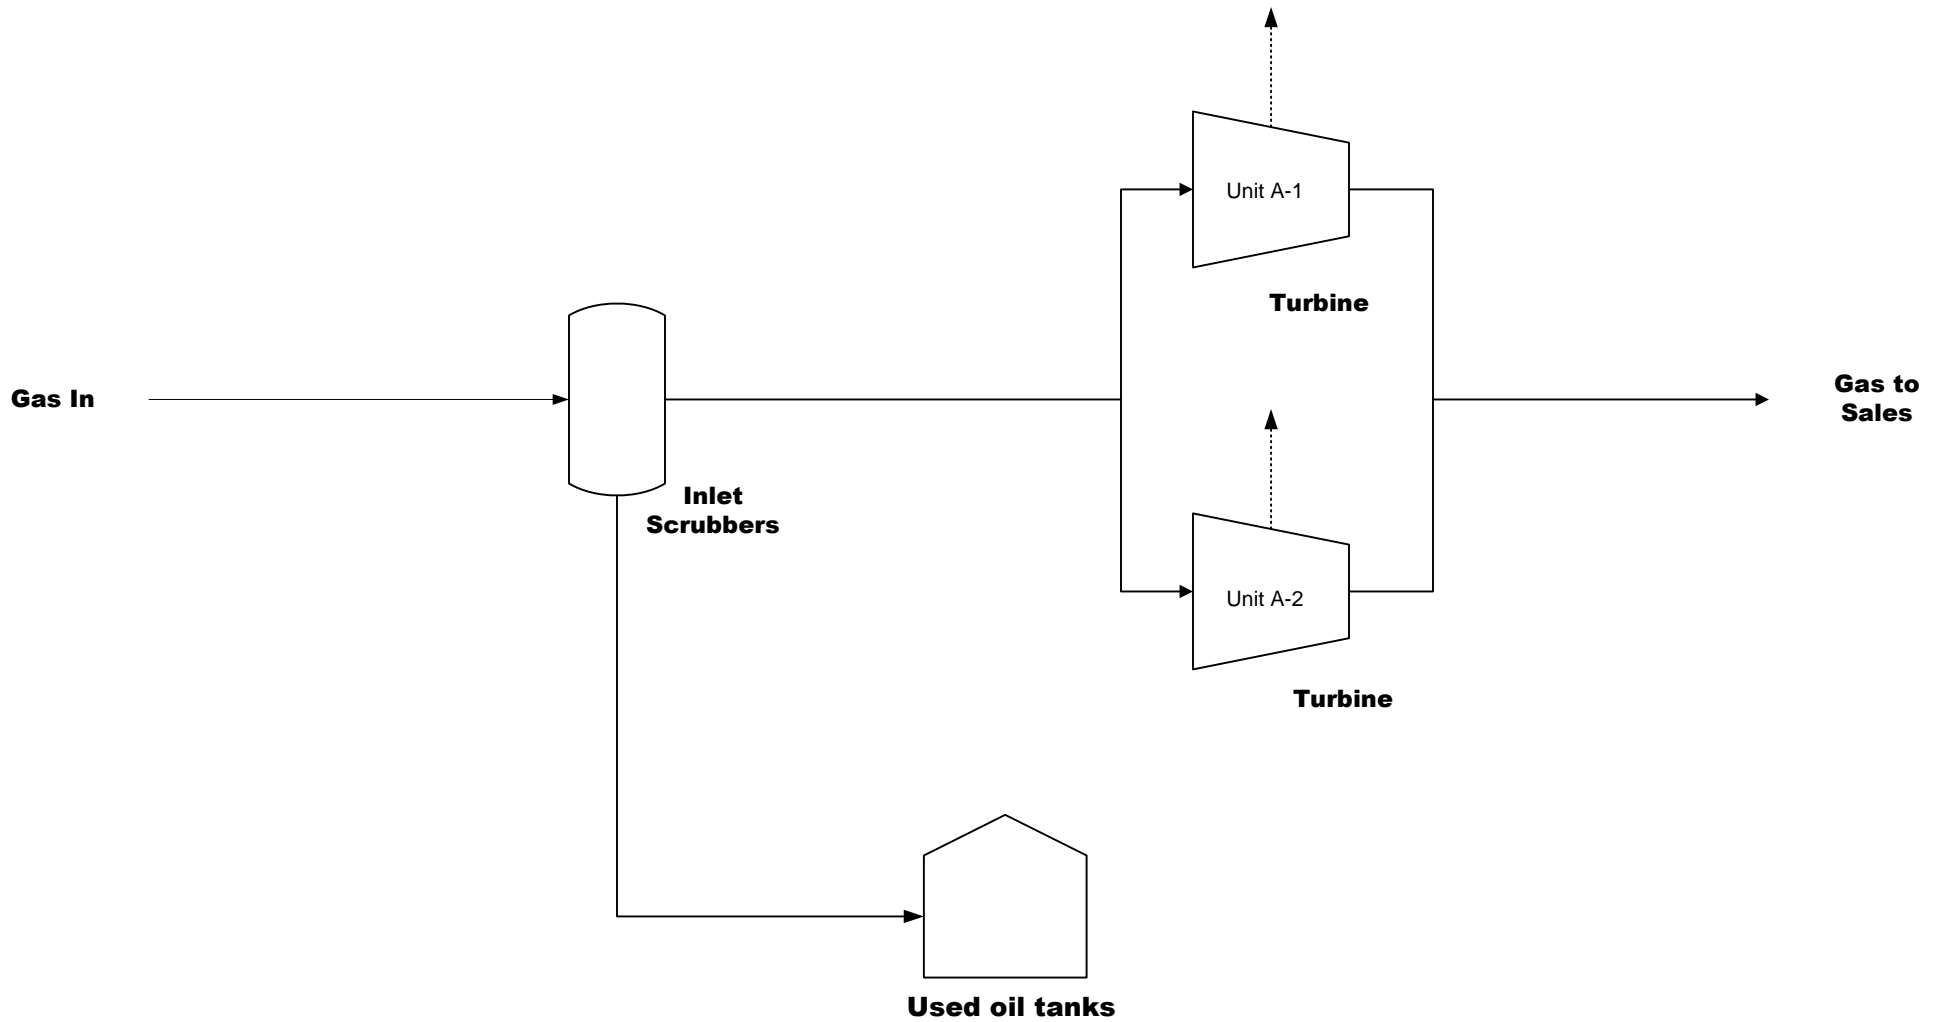 Unit A-1
Turbine
Gas In
Gas to
Sales
Inlet
Scrubbers
Unit A-2
Turbine
Used oil tanks